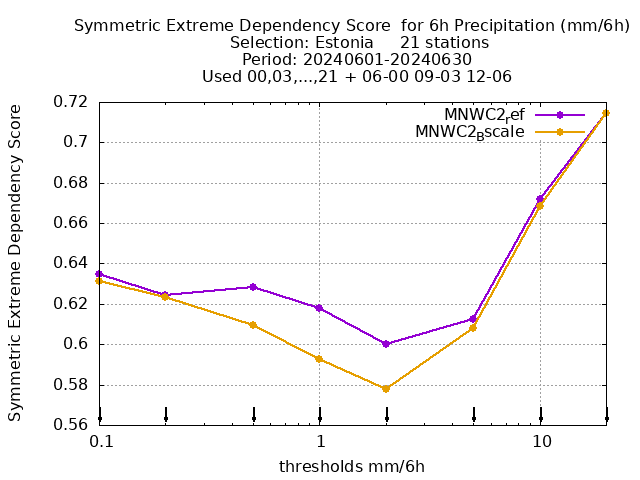 Symmetric Extreme Dependency Score  for 6h Precipitation (mm/6h)
Selection: Estonia     21 stations
Period: 20240601-20240630
Used 00,03,...,21 + 06-00 09-03 12-06
Symmetric Extreme Dependency Score
0.72
0.7
0.68
0.66
0.64
0.62
0.6
0.58
0.56
MNWC2ref
MNWC2Bscale
0.1
1
10
thresholds mm/6h